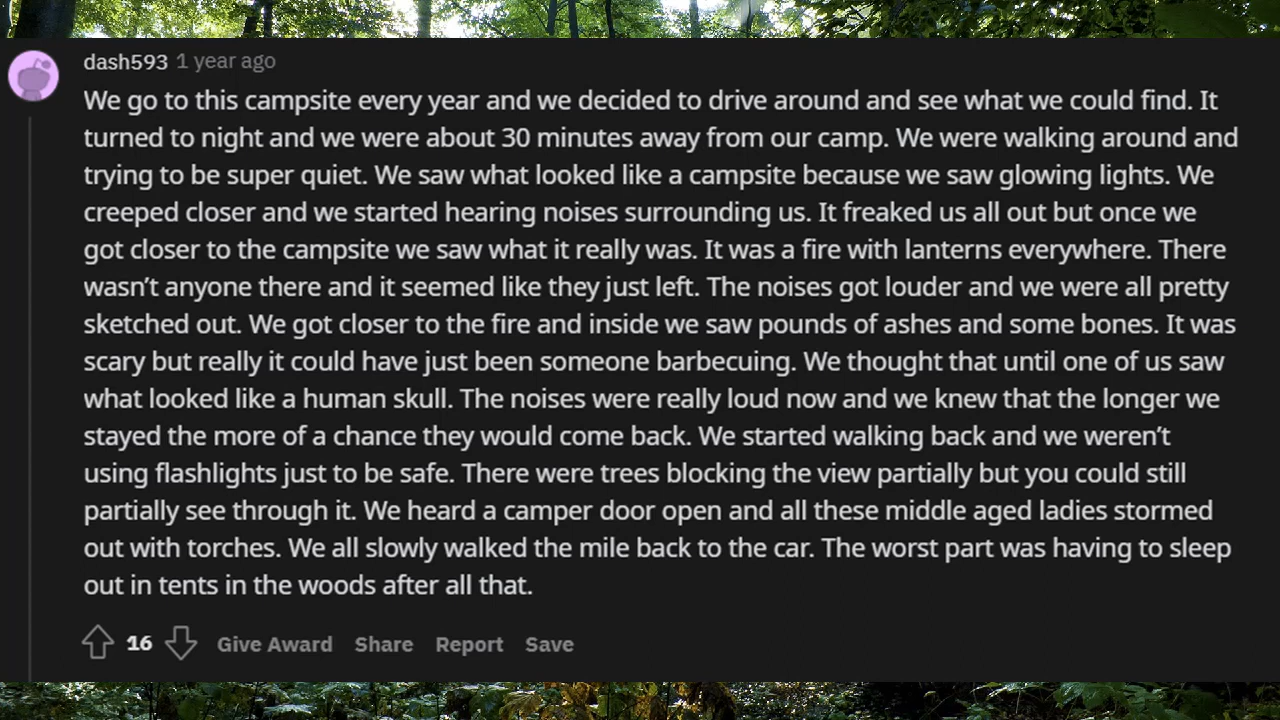 dash593 1 year ago
We go to this campsite every year and we decided to drive around and see what we could find. It
turned to night and we were about 30 minutes away from our camp. We were walking around and
trying to be super quiet. We saw what looked like a campsite because we saw glowing lights. We
creeped closer and we started hearing noises surrounding us. It freaked us all out but once we
got closer to the campsite we saw what it really was. It was a fire with lanterns everywhere. There
wasn’t anyone there and it seemed like they just left. The noises got louder and we were all pretty
sketched out. We got closer to the fire and inside we saw pounds of ashes and some bones. It was
scary but really it could have just been someone barbecuing. We thought that until one of us saw
what looked like a human skull. The noises were really loud now and we knew that the longer we
stayed the more of a chance they would come back. We started walking back and we weren’t
using flashlights just to be safe. There were trees blocking the view partially but you could still
partially see through it. We heard a camper door open and all these middle aged ladies stormed
out with torches. We all slowly walked the mile back to the car. The worst part was having to sleep
out in tents in the woods after all that.
16 Give Award Share Report Save